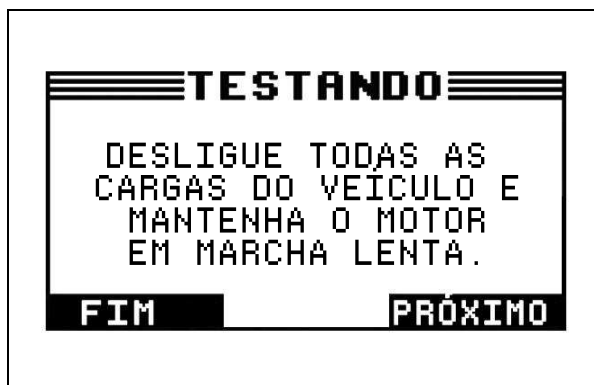 TESTANDO
DESLIGUE TODAS AS
CARGAS DO VEÍCULO E
MANTENHA O MOTOR
EM MARCHA LENTA.
FIM PRÓXIMO